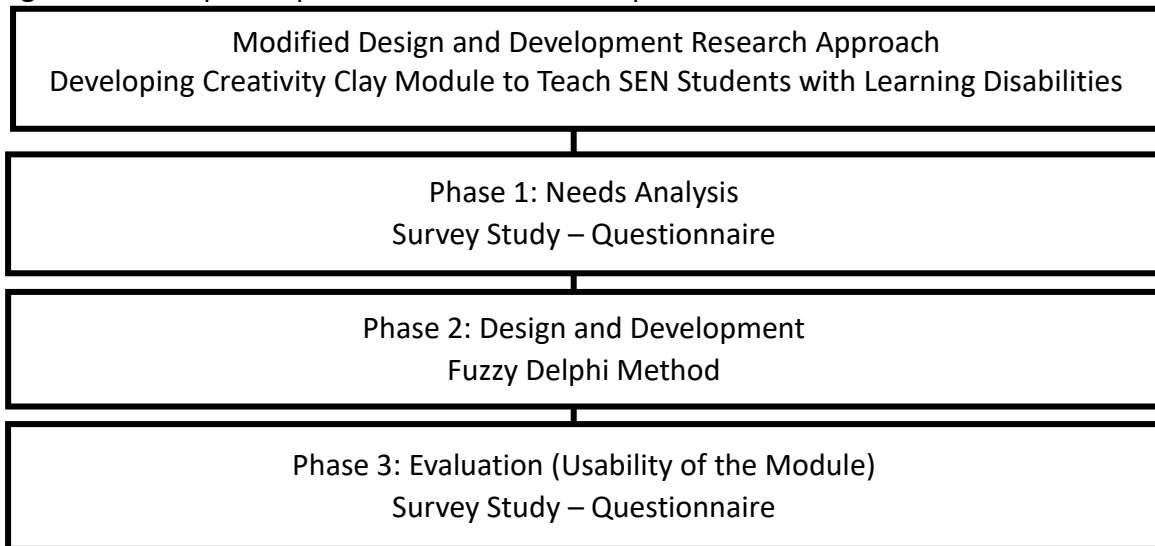 Modified Design and Development Research Approach
Developing Creativity Clay Module to Teach SEN Students with Learning Disabilities
Phase 1: Needs Analysis
Survey Study – Questionnaire
Phase 2: Design and Development
Fuzzy Delphi Method
Phase 3: Evaluation (Usability of the Module)
Survey Study – Questionnaire